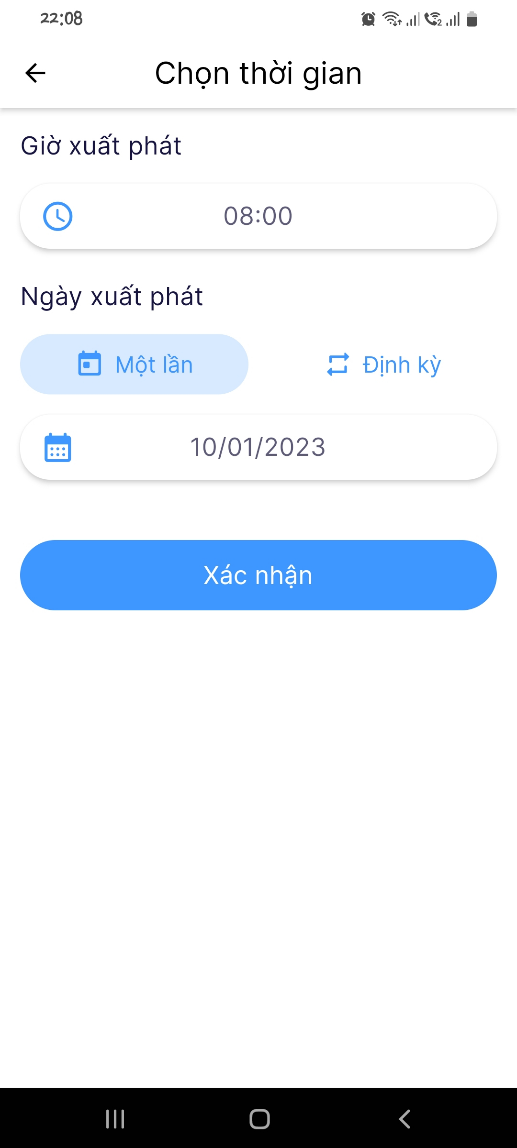 22:08
Chọn thời gian
Giờ xuất phát
08:00
Ngày xuất phát
Một lần
Định kỳ
10/01/2023
Xác nhận